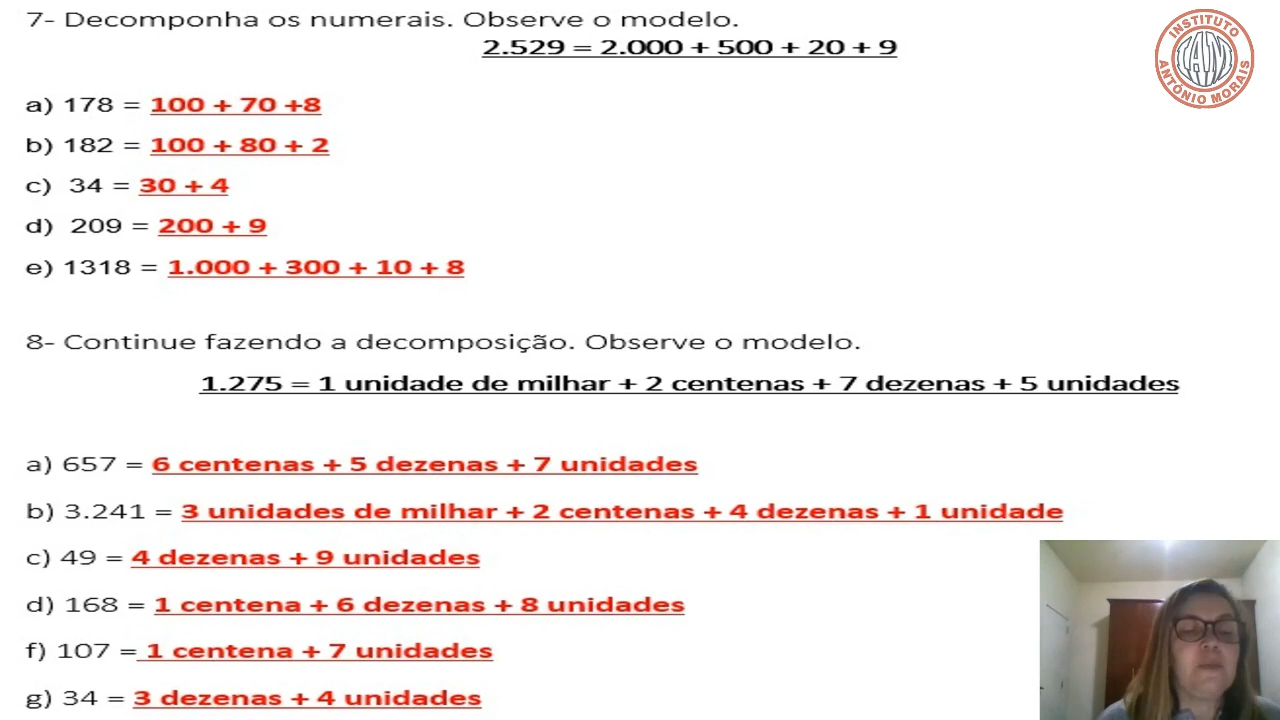 7- Decomponha os numerais. Observe o modelo.
2.529 = 2.000 + 500 + 20 + 9
INSTITUTO
IAM
ANTÔNIO MORAIS
a) 178 = 100 + 70 +8
b) 182 = 100 + 80 + 2
c) 34 = 30 + 4
d) 209 = 200 + 9
e) 1318 = 1.000 + 300 + 10 + 8
8- Continue fazendo a decomposição. Observe o modelo.
1.275 = 1 unidade de milhar + 2 centenas + 7 dezenas + 5 unidades
a) 657 = 6 centenas + 5 dezenas + 7 unidades
b) 3.241 = 3 unidades de milhar + 2 centenas + 4 dezenas + 1 unidade
c) 49 = 4 dezenas + 9 unidades
d) 168 = 1 centena + 6 dezenas + 8 unidades
f) 107 = 1 centena + 7 unidades
g) 34 = 3 dezenas + 4 unidades